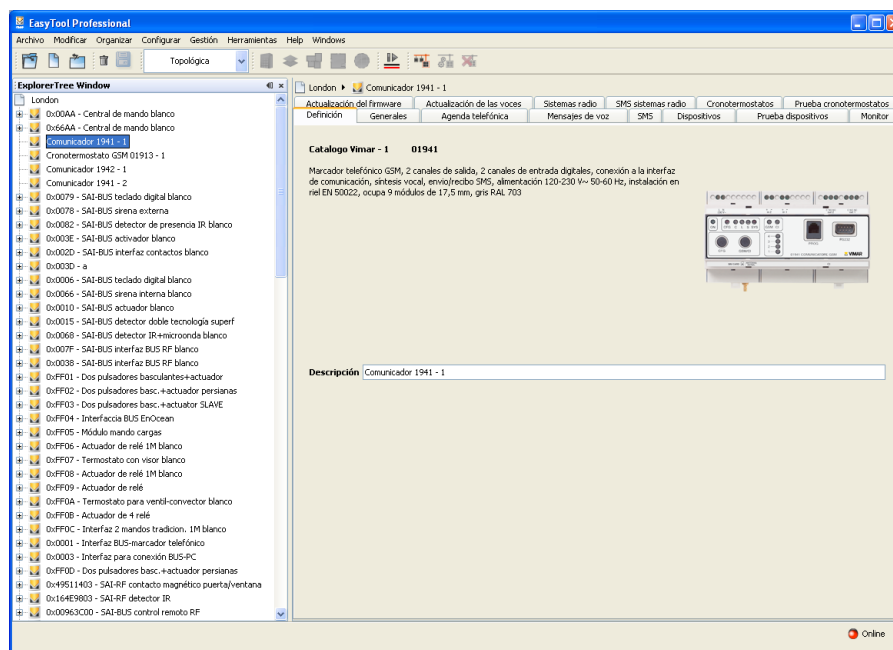 EasyTool Professional
Archivo Modificar Organizar Configurar Gestión Herramientas Help Windows
Topológica
ExplorerTree Window
London
0x00AA - Central de mando blanco
0x66AA - Central de mando blanco
Comunicador 1941 - 1
Cronotermostato GSM 01913 - 1
Comunicador 1942 - 1
Comunicador 1941 - 2
0x0079 - SAI-BUS teclado digital blanco
0x0078 - SAI-BUS sirena externa
0x0082 - SAI-BUS detector de presencia IR blanco
0x003E - SAI-BUS activador blanco
0x002D - SAI-BUS interfaz contactos blanco
0x003D - a
0x0006 - SAI-BUS teclado digital blanco
0x0066 - SAI-BUS sirena interna blanco
0x0010 - SAI-BUS actuador blanco
0x0015 - SAI-BUS detector doble tecnología superf
0x0068 - SAI-BUS detector IR+microonda blanco
0x007F - SAI-BUS interfaz BUS RF blanco
0x0038 - SAI-BUS interfaz BUS RF blanco
0xFF01 - Dos pulsadores basculantes+actuador
0xFF02 - Dos pulsadores basc.+actuador persianas
0xFF03 - Dos pulsadores basc.+actuator SLAVE
0xFF04 - Interfaccia BUS EnOcean
0xFF05 - Módulo mando cargas
0xFF06 - Actuador de relé 1M blanco
0xFF07 - Termostato con visor blanco
0xFF08 - Actuador de relé 1M blanco
0xFF09 - Actuador de relé
0xFF0A - Termostato para ventil-convector blanco
0xFF0B - Actuador de 4 relé
0xFF0C - Interfaz 2 mandos tradicion. 1M blanco
0x0001 - Interfaz BUS-marcador telefónico
0x0003 - Interfaz para conexión BUS-PC
0xFF0D - Dos pulsadores basc.+actuador persianas
0x49511403 - SAI-RF contacto magnético puerta/ventana
0x164E9803 - SAI-RF detector IR
0x00963C00 - SAI-BUS control remoto RF
London Comunicador 1941 - 1
Actualización del firmware Actualización de las voces Sistemas radio SMS sistemas radio Cronotermostatos Prueba cronotermostatos
Definición Generales Agenda telefónica Mensajes de voz SMS Dispositivos Prueba dispositivos Monitor
Catalogo Vimar - 1 01941
Marcador telefónico GSM, 2 canales de salida, 2 canales de entrada digitales, conexión a la interfaz
de comunicación, síntesis vocal, envío/recibo SMS, alimentación 120-230 V~ 50-60 Hz, instalación en
riel EN 50022, ocupa 9 módulos de 17,5 mm, gris RAL 703
VIMAR
Descripción Comunicador 1941 - 1
Online